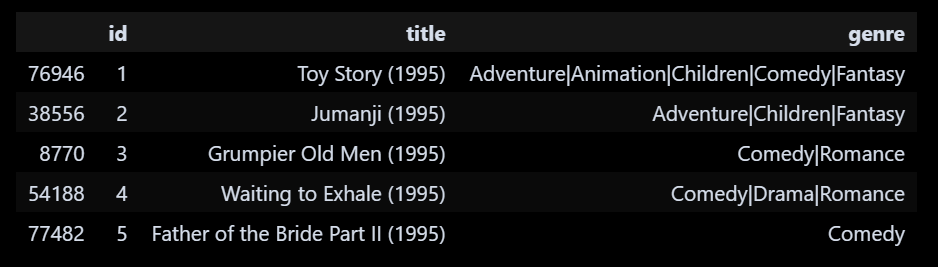 id title genre
76946 1 Toy Story (1995) Adventure|Animation|Children|Comedy|Fantasy
38556 2 Jumanji (1995) Adventure|Children|Fantasy
8770 3 Grumpier Old Men (1995) Comedy|Romance
54188 4 Waiting to Exhale (1995) Comedy|Drama|Romance
77482 5 Father of the Bride Part II (1995) Comedy